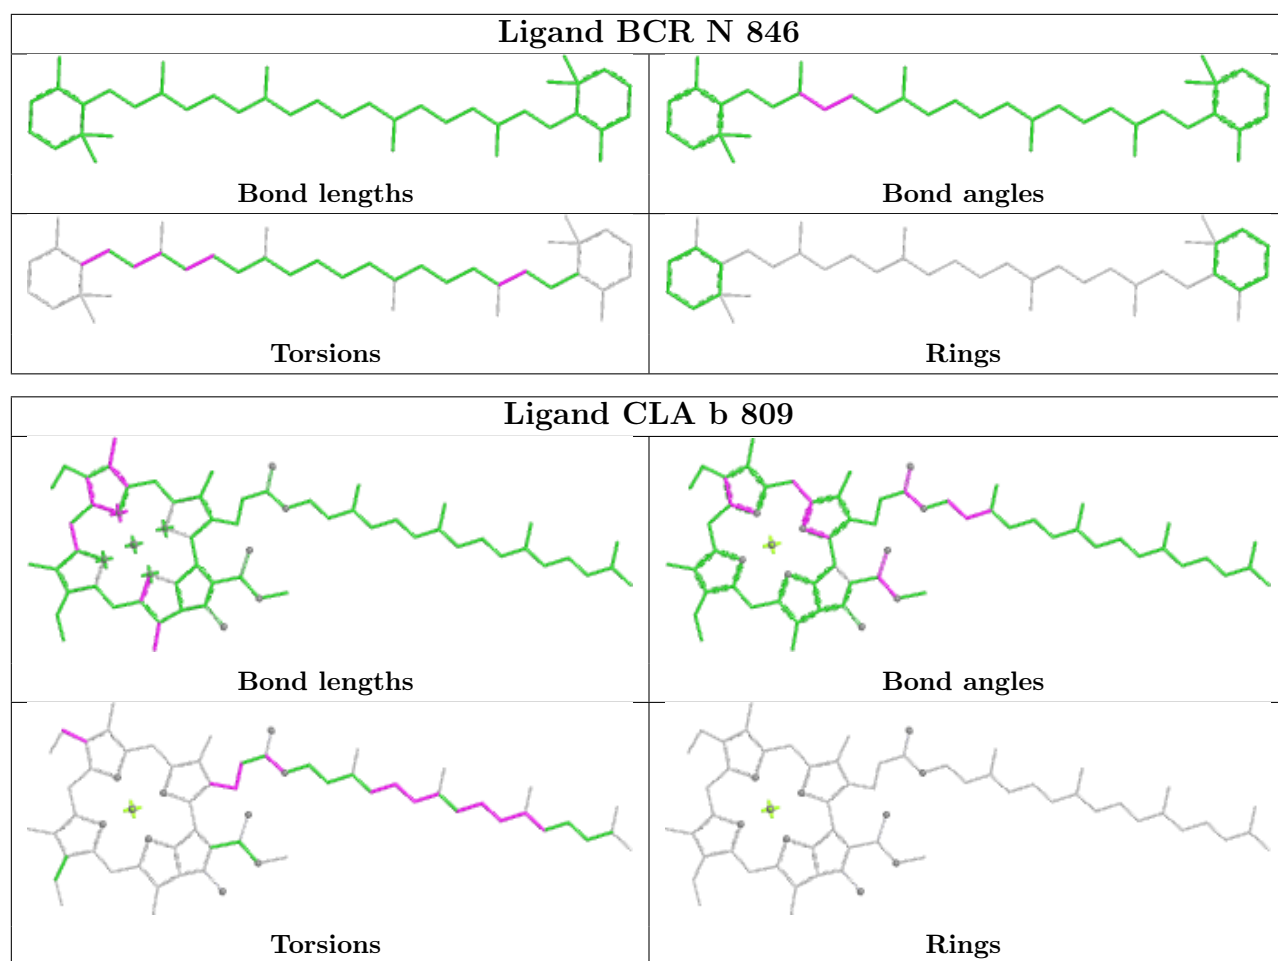 Ligand BCR N 846
Bond lengths
Bond angles
Torsions
Rings
Ligand CLA b 809
Bond lengths
Bond angles
Torsions
Rings